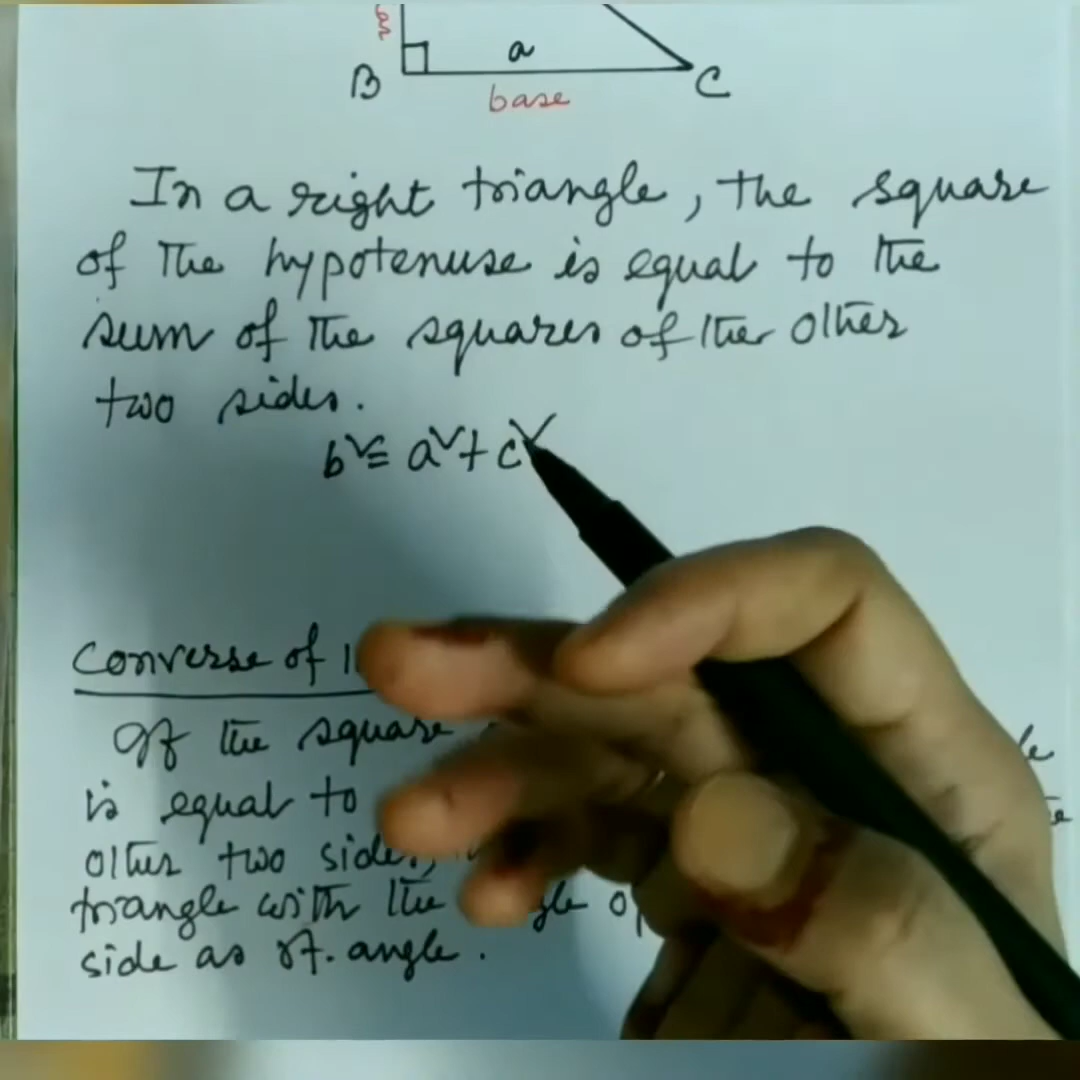 a
B C
base
In a right triangle, the square
of the hypotenuse is equal to the
sum of the squares of the other
two sides.
b² = a² + c²
Converse of
If the square
is equal to
other two sides,
triangle with the
side as rt. angle.